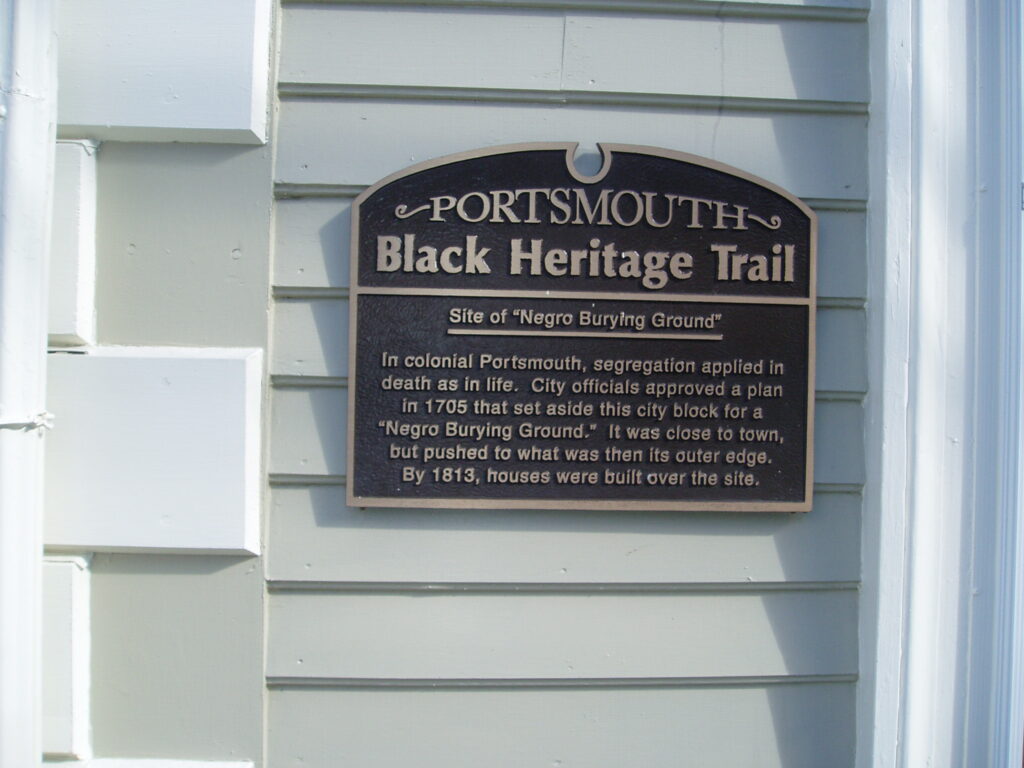 PORTSMOUTH
Black Heritage Trail
Site of "Negro Burying Ground"
In colonial Portsmouth, segregation applied in
death as in life. City officials approved a plan
in 1705 that set aside this city block for a
"Negro Burying Ground." It was close to town,
but pushed to what was then its outer edge.
By 1813, houses were built over the site.